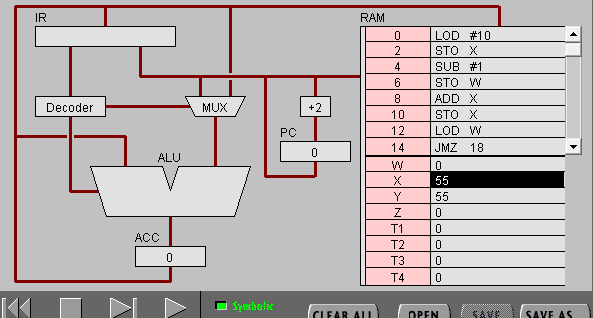 IR
RAM
0 LOD #10
2 STO X
4 SUB #1
6 STO W
8 ADD X
10 STO X
12 LOD W
14 JMZ 18
Decoder
MUX
+2
PC
0
ALU
W 0
X 55
Y 55
Z 0
T1 0
T2 0
T3 0
T4 0
ACC
0
Symbolic
CLEAR ALL
OPEN
SAVE
SAVE AS